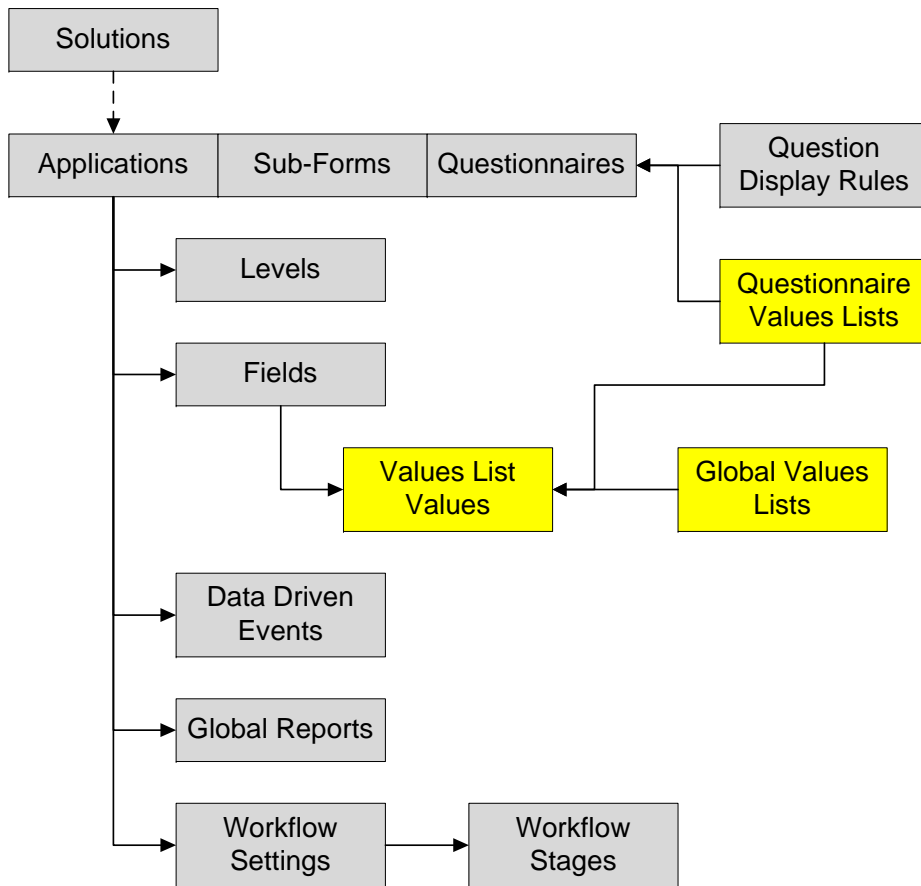 Solutions
Applications
Sub-Forms
Questionnaires
Question
Display Rules
Levels
Questionnaire
Values Lists
Fields
Values List
Values
Global Values
Lists
Data Driven
Events
Global Reports
Workflow
Settings
Workflow
Stages